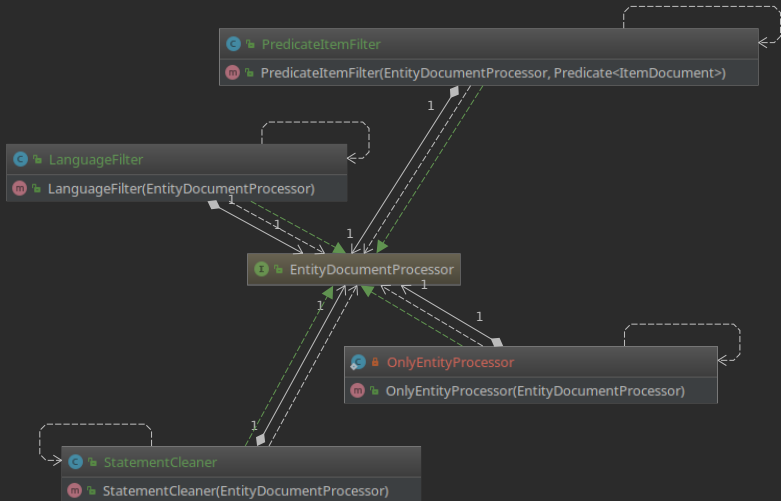 C PredicateItemFilter
m PredicateItemFilter(EntityDocumentProcessor, Predicate<ItemDocument>)
1
C LanguageFilter
m LanguageFilter(EntityDocumentProcessor)
1
1
1
I EntityDocumentProcessor
1
1
1
C OnlyEntityProcessor
m OnlyEntityProcessor(EntityDocumentProcessor)
1
C StatementCleaner
m StatementCleaner(EntityDocumentProcessor)